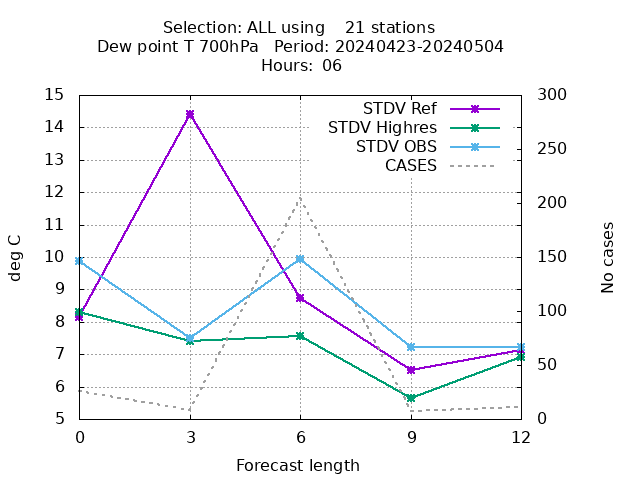 Selection: ALL using    21 stations
Dew point T 700hPa   Period: 20240423-20240504
Hours: 06
STDV Ref
STDV Highres
STDV OBS
CASES
deg C
15
14
13
12
11
10
9
8
7
6
5
No cases
300
250
200
150
100
50
0
0 3 6 9 12
Forecast length